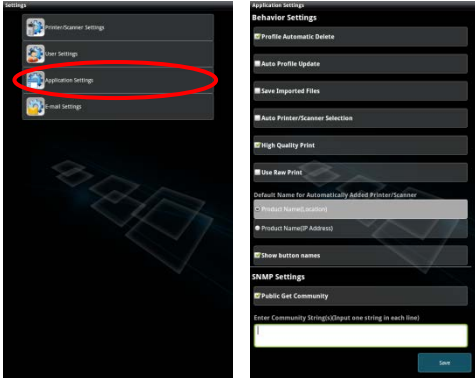 Settings
Printer/Scanner Settings
User Settings
Application Settings
E-mail Settings
Application Settings
Behavior Settings
Profile Automatic Delete
Auto Profile Update
Save Imported Files
Auto Printer/Scanner Selection
High Quality Print
Use Raw Print
Default Name for Automatically Added Printer/Scanner
Product Name(Location)
Product Name(IP Address)
Show button names
SNMP Settings
Public Get Community
Enter Community String(s)(Input one string in each line)
Save